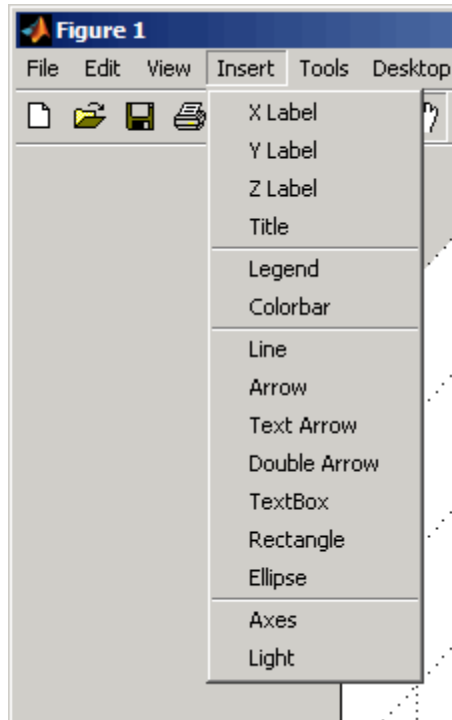 Figure 1
File Edit View Insert Tools Desktop
X Label
Y Label
Z Label
Title
Legend
Colorbar
Line
Arrow
Text Arrow
Double Arrow
TextBox
Rectangle
Ellipse
Axes
Light